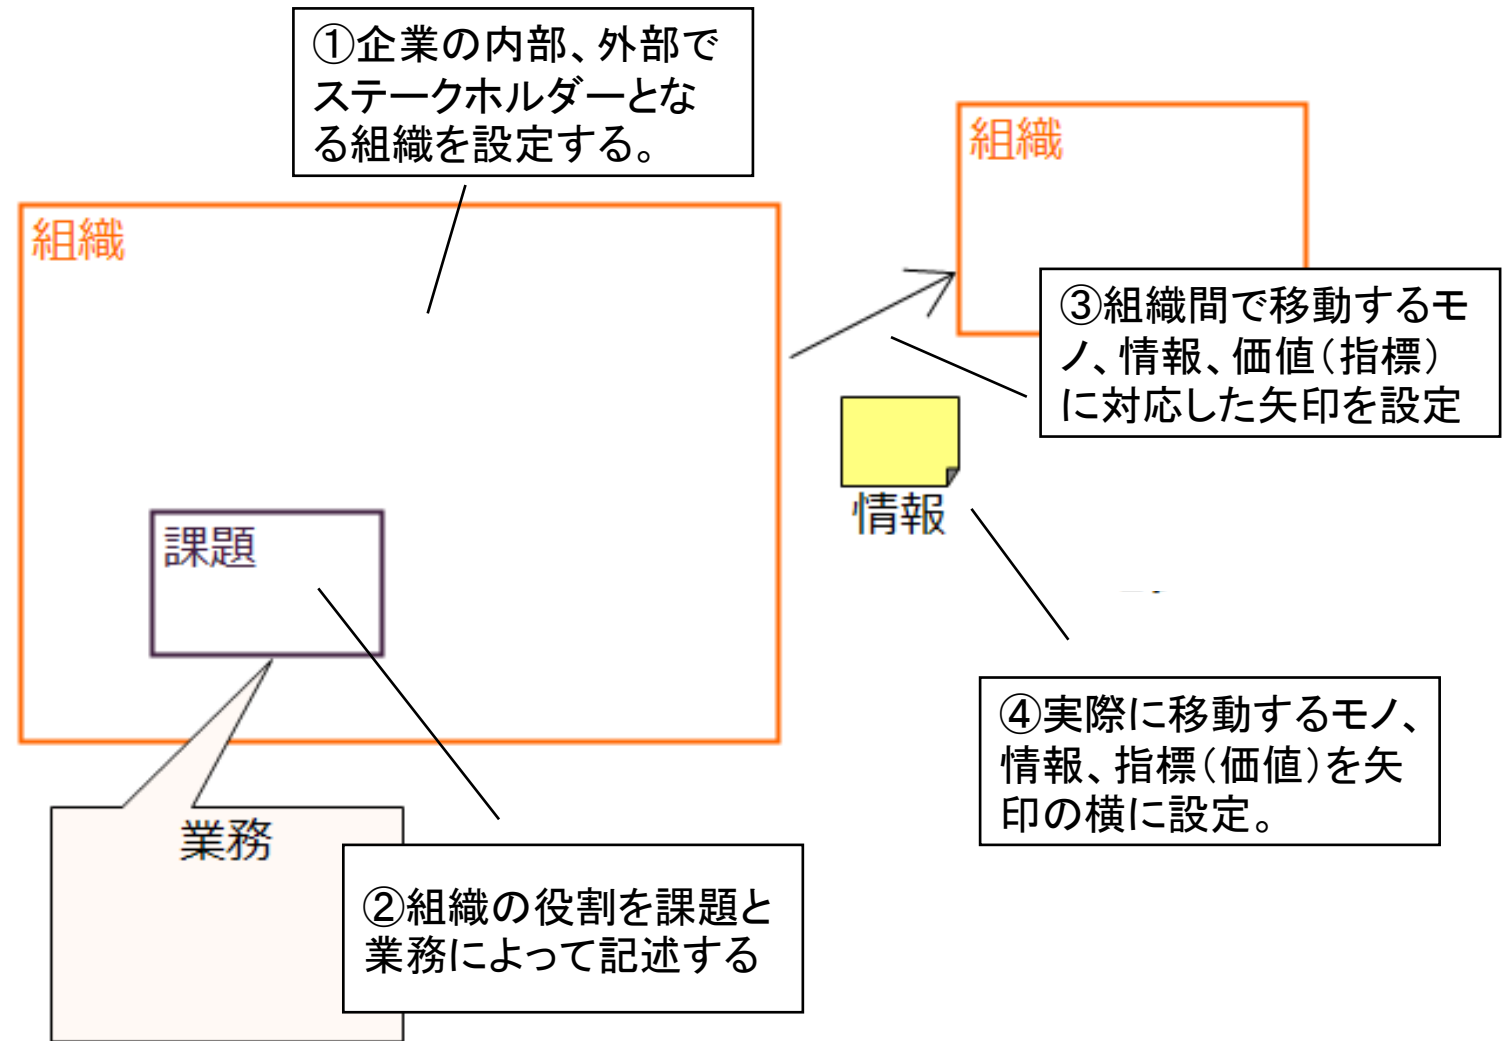 ①企業の内部、外部で
ステークホルダーとな
る組織を設定する。
組織
組織
③組織間で移動するモ
ノ、情報、価値（指標）
に対応した矢印を設定
情報
課題
④実際に移動するモノ、
情報、指標（価値）を矢
印の横に設定。
業務
②組織の役割を課題と
業務によって記述する